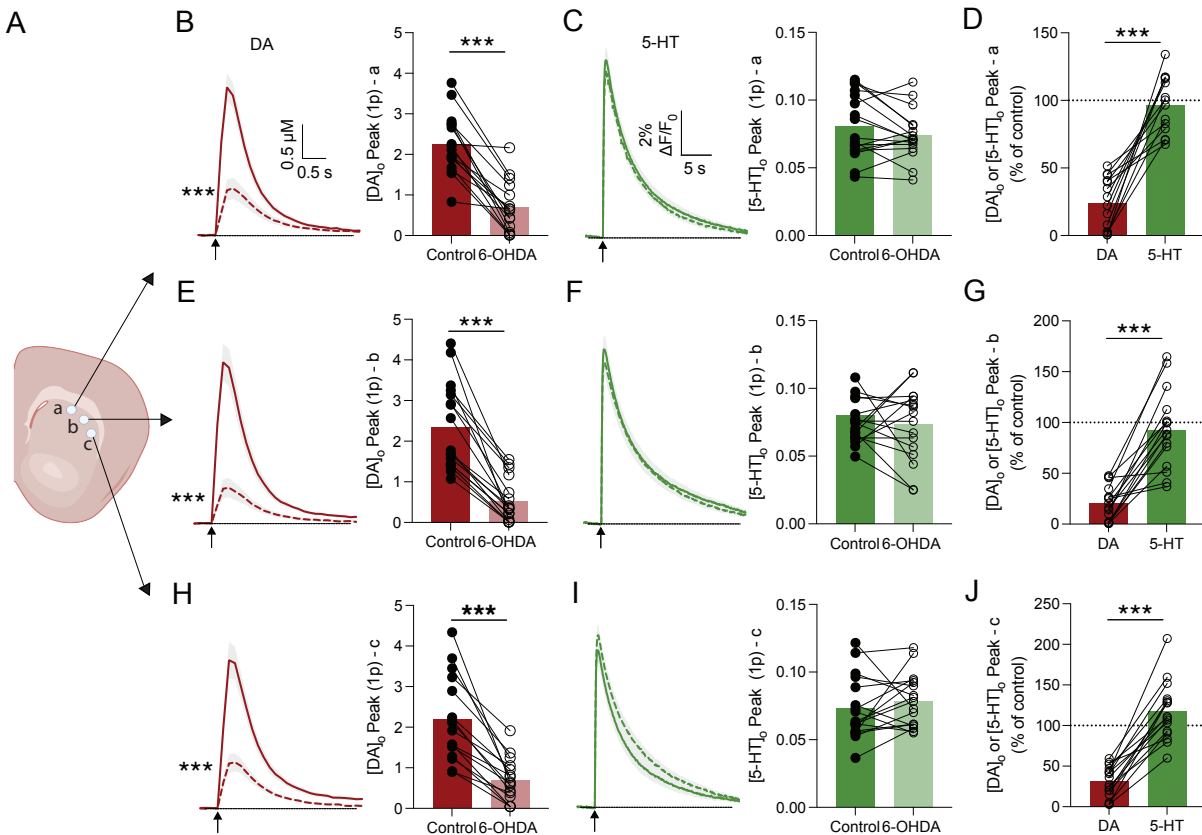 A
B
DA
***
0.5 µM
0.5 s
[DA]o Peak (1p) - a
5
4
3
2
1
0
***
Control 6-OHDA
C
5-HT
2%
ΔF/F0
5 s
[5-HT]o Peak (1p) - a
0.15
0.10
0.05
0.00
Control 6-OHDA
D
[DA]o or [5-HT]o Peak - a
(% of control)
150
100
50
0
***
DA 5-HT
a
b
c
E
***
[DA]o Peak (1p) - b
5
4
3
2
1
0
***
Control 6-OHDA
F
[5-HT]o Peak (1p) - b
0.15
0.10
0.05
0.00
Control 6-OHDA
G
[DA]o or [5-HT]o Peak - b
(% of control)
200
150
100
50
0
***
DA 5-HT
H
***
[DA]o Peak (1p) - c
5
4
3
2
1
0
***
Control 6-OHDA
I
[5-HT]o Peak (1p) - c
0.15
0.10
0.05
0.00
Control 6-OHDA
J
[DA]o or [5-HT]o Peak - c
(% of control)
250
200
150
100
50
0
***
DA 5-HT